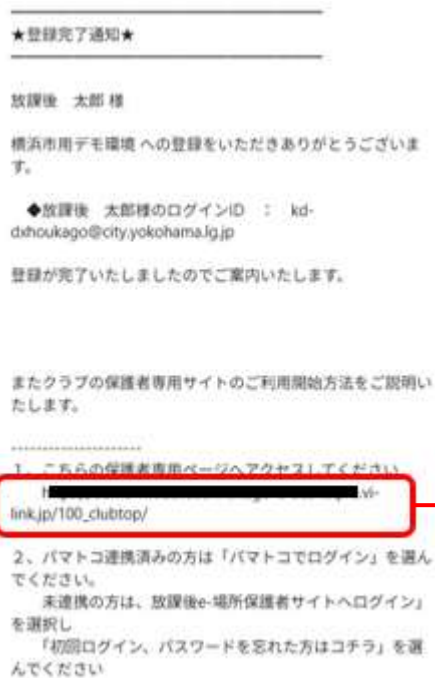 ★登録完了通知★
放課後　太郎 様
横浜市用デモ環境 への登録をいただきありがとうございま
す。
◆放課後　太郎様のログインID　：　kd-
dxhoukago@city.yokohama.lg.jp
登録が完了いたしましたのでご案内いたします。
またクラブの保護者専用サイトのご利用開始方法をご説明い
たします。
---------------------
1、こちらの保護者専用ページへアクセスしてください
h
.vi-
link.jp/100_clubtop/
2、パマトコ連携済みの方は「パマトコでログイン」を選ん
でください。
未連携の方は、放課後e-場所保護者サイトへログイン」
を選択し
「初回ログイン、パスワードを忘れた方はコチラ」を選
んでください